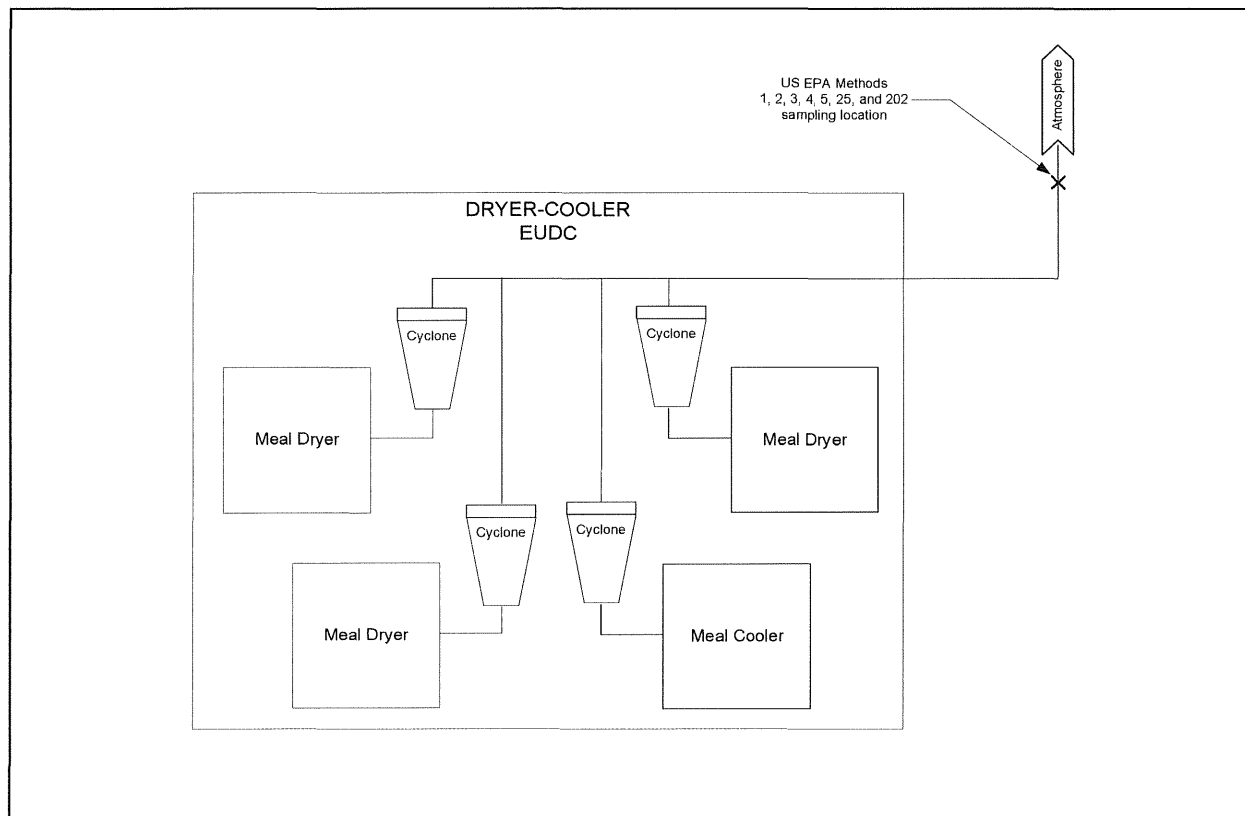 US EPA Methods
1, 2, 3, 4, 5, 25, and 202
sampling location
Atmosphere
DRYER-COOLER
EUDC
Cyclone
Cyclone
Meal Dryer
Meal Dryer
Cyclone
Cyclone
Meal Dryer
Meal Cooler